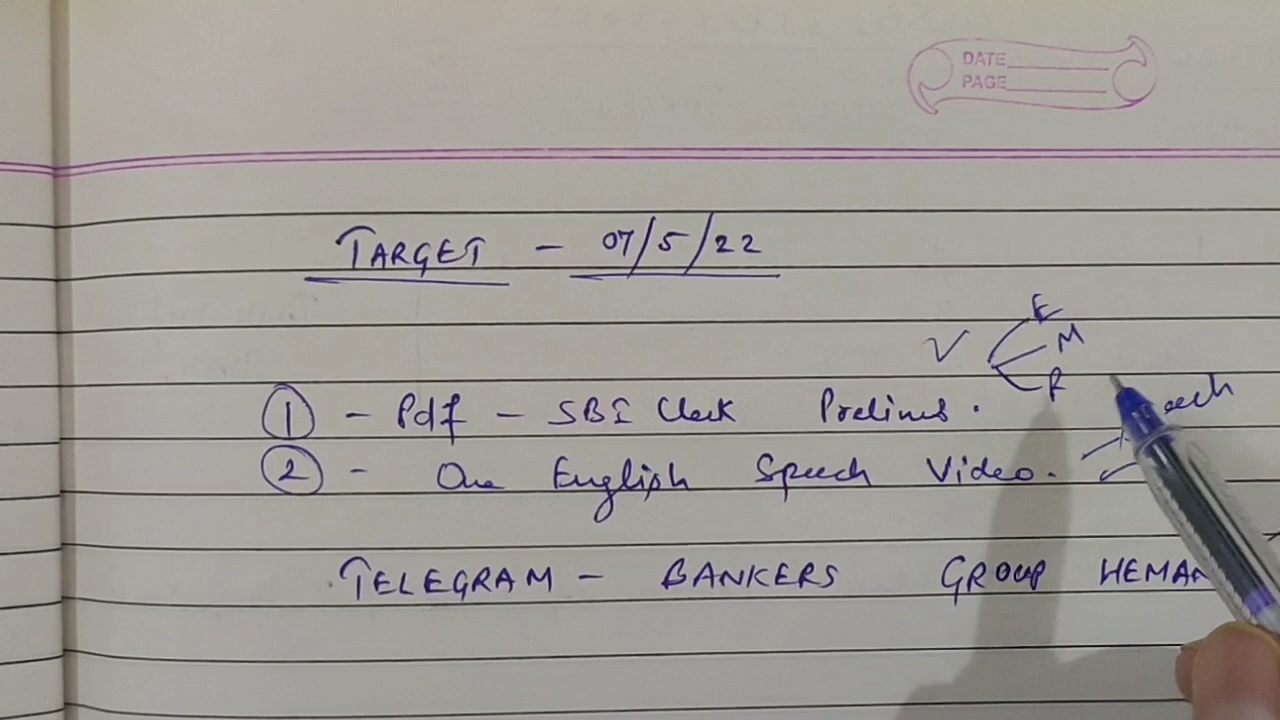 DATE
PAGE
TARGET - 07/5/22
E
M
R
① - Pdf - SBI Clerk Prelims.
② - One English Speech Video.
TELEGRAM - BANKERS GROUP HEMAN